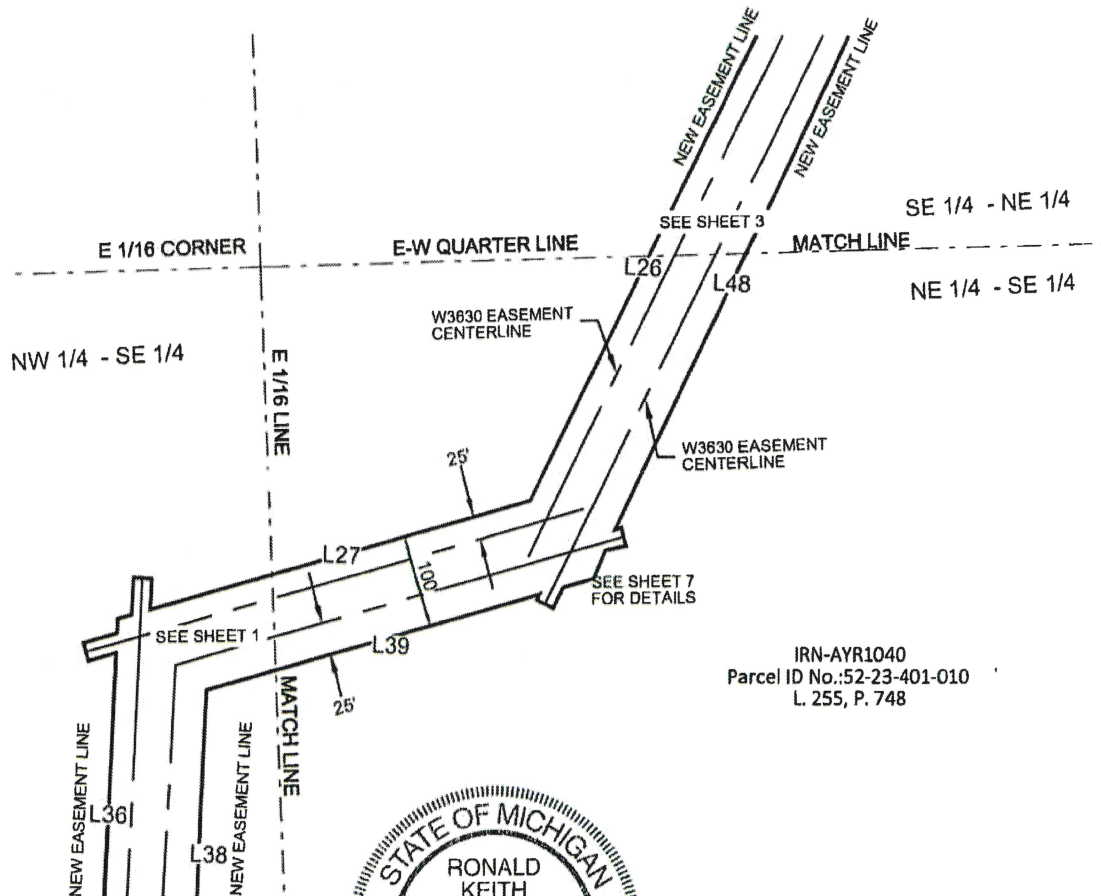 NEW EASEMENT LINE
NEW EASEMENT LINE
SE 1/4 - NE 1/4
SEE SHEET 3
E 1/16 CORNER
E-W QUARTER LINE
MATCH LINE
L26
L48
NE 1/4 - SE 1/4
W3630 EASEMENT
CENTERLINE
NW 1/4 - SE 1/4
E 1/16 LINE
W3630 EASEMENT
CENTERLINE
25'
L27
100'
SEE SHEET 7
FOR DETAILS
SEE SHEET 1
L39
IRN-AYR1040
Parcel ID No.:52-23-401-010
L. 255, P. 748
25'
MATCH LINE
NEW EASEMENT LINE
NEW EASEMENT LINE
L36
L38
STATE OF MICHIGAN
RONALD
KEITH